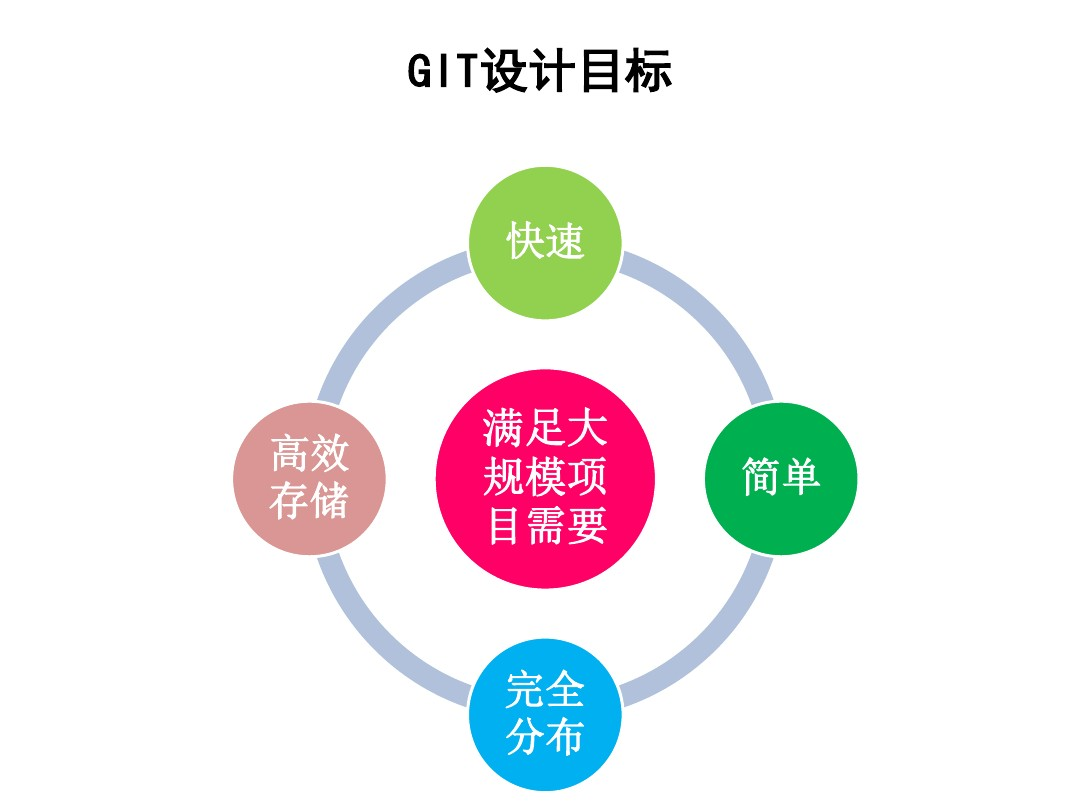 GIT设计目标
快速
满足大
规模项
目需要
高效
存储
简单
完全
分布